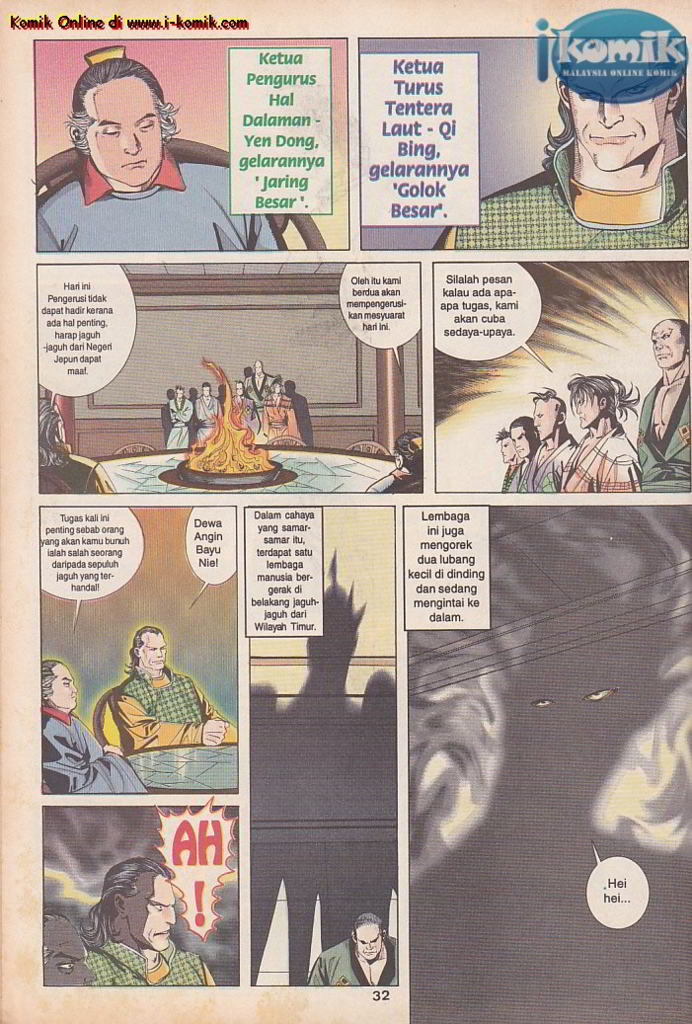 Komik Online di www.i-komik.com
ikomik
MALAYSIA ONLINE KOMIK
Ketua
Pengurus
Hal
Dalaman -
Yen Dong,
gelarannya
' Jaring
Besar '.
Ketua
Turus
Tentera
Laut - Qi
Bing,
gelarannya
'Golok
Besar'.
Hari ini
Pengerusi tidak
dapat hadir kerana
ada hal penting,
harap jaguh
-jaguh dari Negeri
Jepun dapat
maaf.
Oleh itu kami
berdua akan
mempengerusi-
kan mesyuarat
hari ini.
Silalah pesan
kalau ada apa-
apa tugas, kami
akan cuba
sedaya-upaya.
Tugas kali ini
penting sebab orang
yang akan kamu bunuh
ialah salah seorang
daripada sepuluh
jaguh yang ter-
handal!
Dewa
Angin
Bayu
Nie!
AH
!
Dalam cahaya
yang samar-
samar itu,
terdapat satu
lembaga
manusia ber-
gerak di
belakang jaguh-
jaguh dari
Wilayah Timur.
Lembaga
ini juga
mengorek
dua lubang
kecil di dinding
dan sedang
mengintai ke
dalam.
Hei
hei...
32